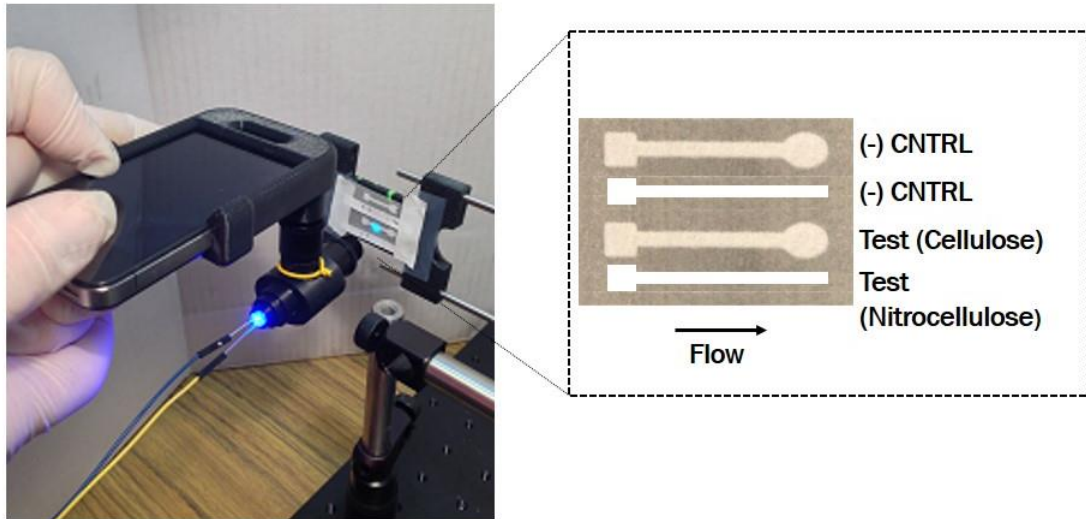 (-) CNTRL
(-) CNTRL
Test (Cellulose)
Test
(Nitrocellulose)
Flow